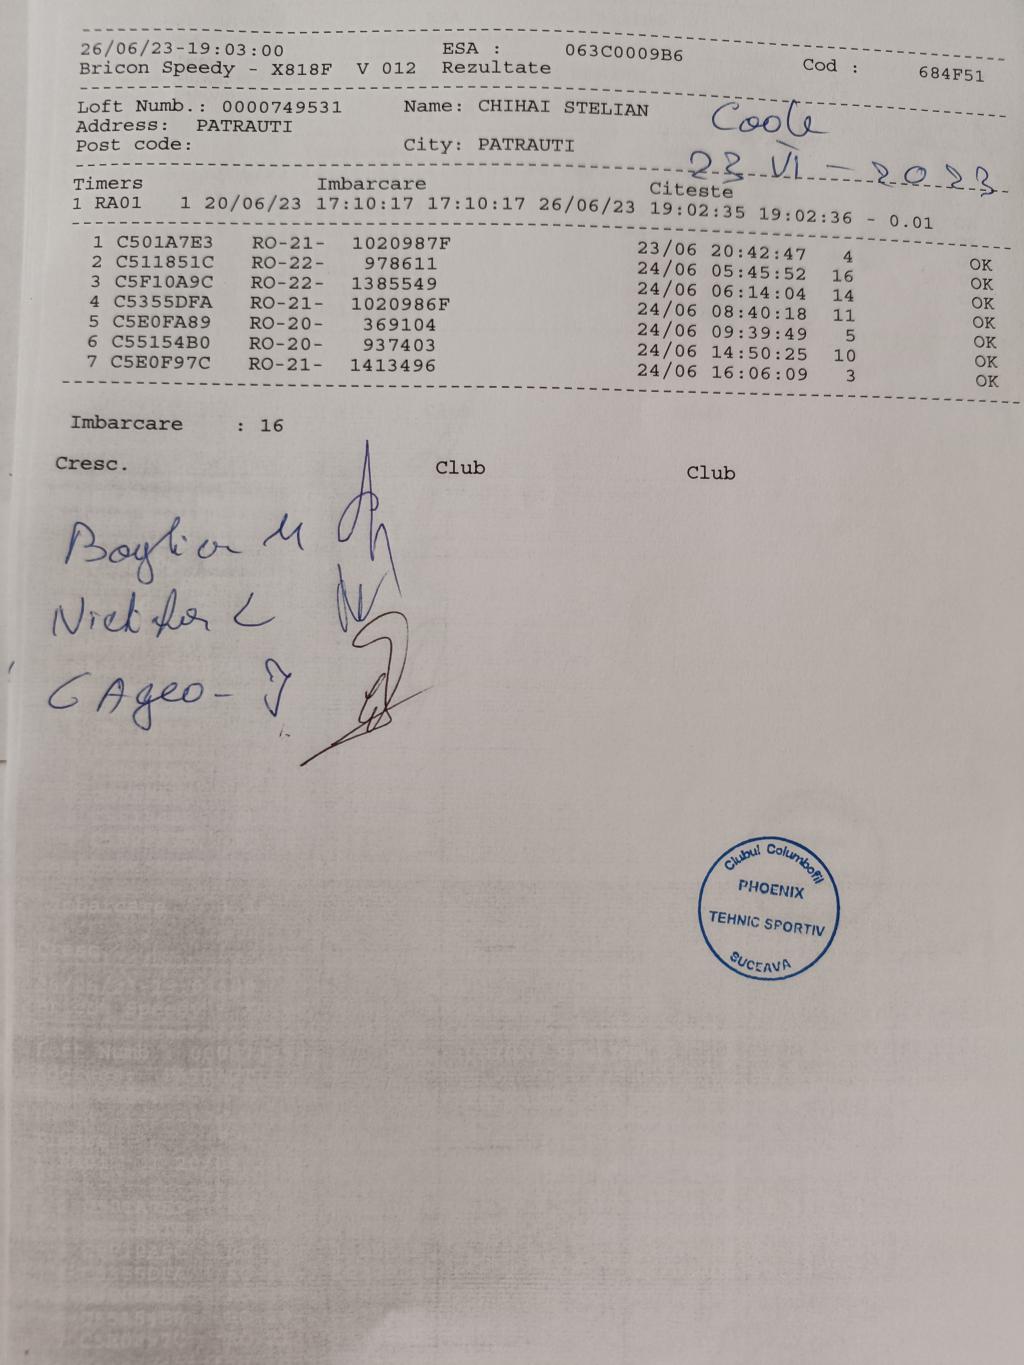 26/06/23-19:03:00 ESA : 063C0009B6 Cod : 684F51
Bricon Speedy - X818F V 012 Rezultate
Loft Numb.: 0000749531 Name: CHIHAI STELIAN
Address: PATRAUTI
Post code: City: PATRAUTI
Coole
23 VI - 2023
Timers Imbarcare Citeste
1 RA01 1 20/06/23 17:10:17 17:10:17 26/06/23 19:02:35 19:02:36 - 0.01
1 C501A7E3 RO-21- 1020987F 23/06 20:42:47 4 OK
2 C511851C RO-22- 978611 24/06 05:45:52 16 OK
3 C5F10A9C RO-22- 1385549 24/06 06:14:04 14 OK
4 C5355DFA RO-21- 1020986F 24/06 08:40:18 11 OK
5 C5E0FA89 RO-20- 369104 24/06 09:39:49 5 OK
6 C55154B0 RO-20- 937403 24/06 14:50:25 10 OK
7 C5E0F97C RO-21- 1413496 24/06 16:06:09 3 OK
Imbarcare : 16
Cresc. Club Club
Clubul Columbofil
PHOENIX
TEHNIC SPORTIV
SUCEAVA